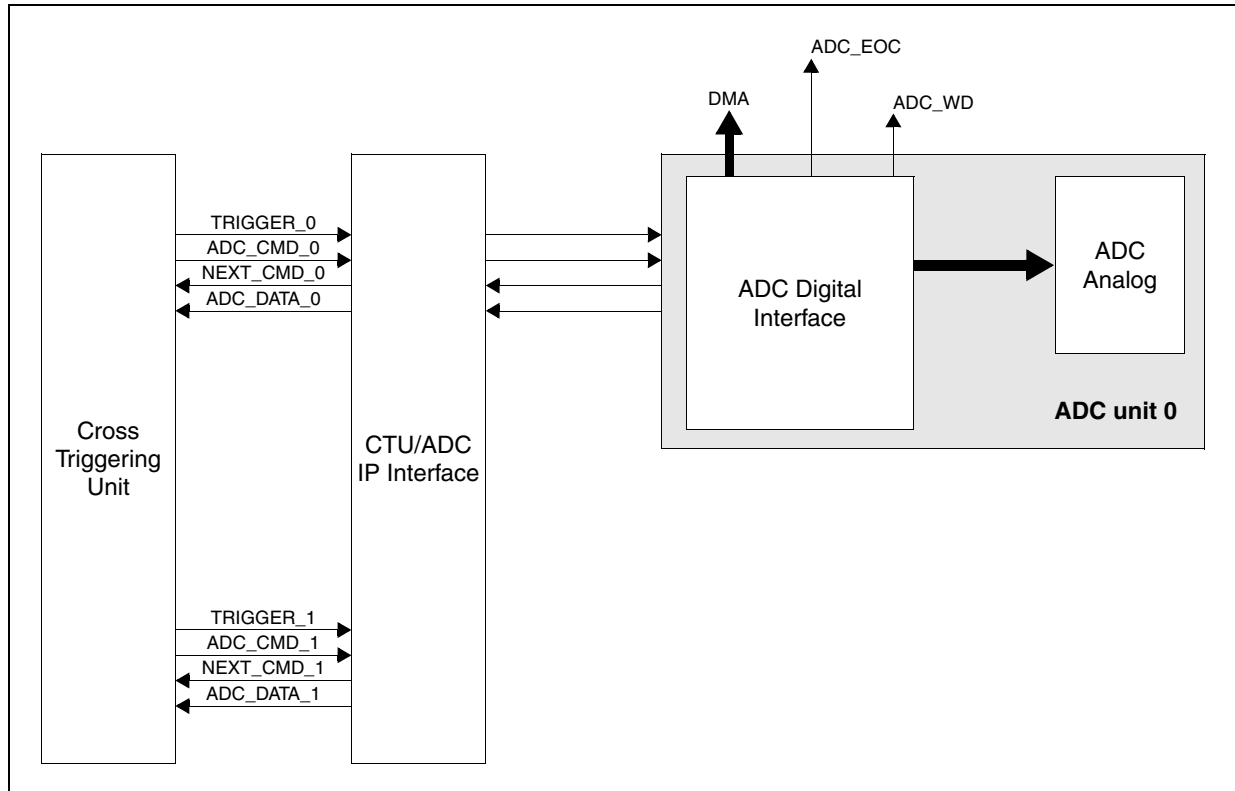 ADC_EOC
DMA
ADC_WD
TRIGGER_0
ADC_CMD_0
NEXT_CMD_0
ADC_DATA_0
ADC Digital
Interface
ADC
Analog
ADC unit 0
Cross
Triggering
Unit
CTU/ADC
IP Interface
TRIGGER_1
ADC_CMD_1
NEXT_CMD_1
ADC_DATA_1